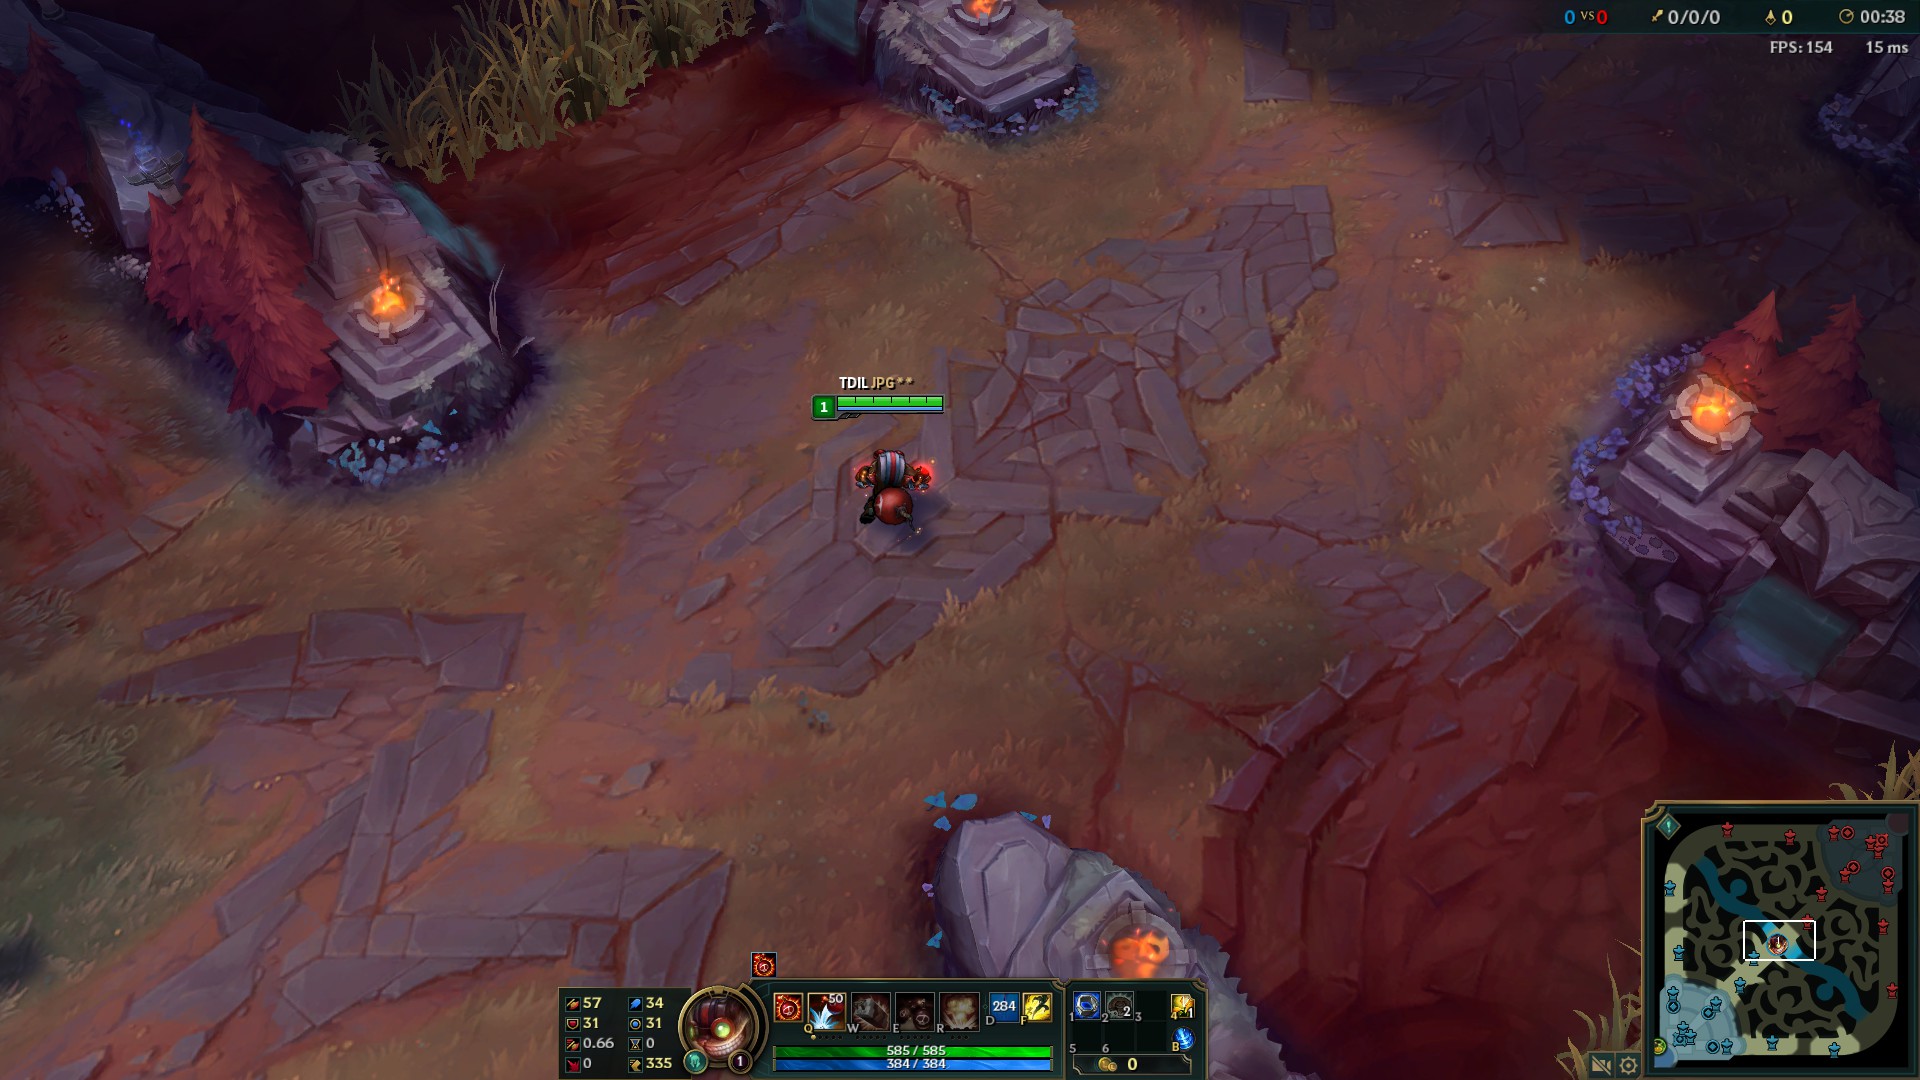 0 VS 0 0/0/0 0 00:38
FPS: 154 15 ms
TDIL JPG**
1
57 34
31 31
0.66 0
0 335
1
50 284
Q W E R D F
585 / 585
384 / 384
1 2 2 3 4 1
5 6 B
0